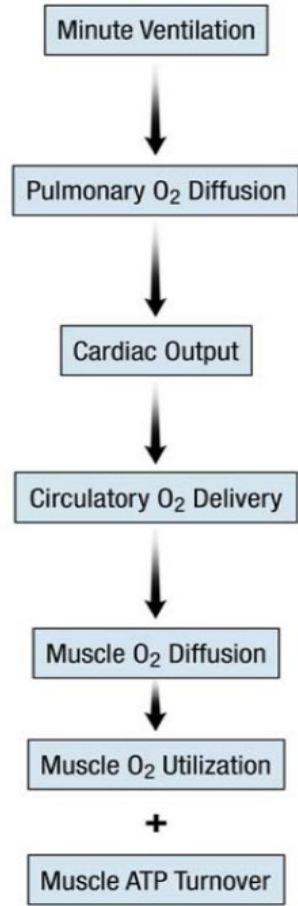 Minute Ventilation
Pulmonary O₂ Diffusion
Cardiac Output
Circulatory O₂ Delivery
Muscle O₂ Diffusion
Muscle O₂ Utilization
+
Muscle ATP Turnover